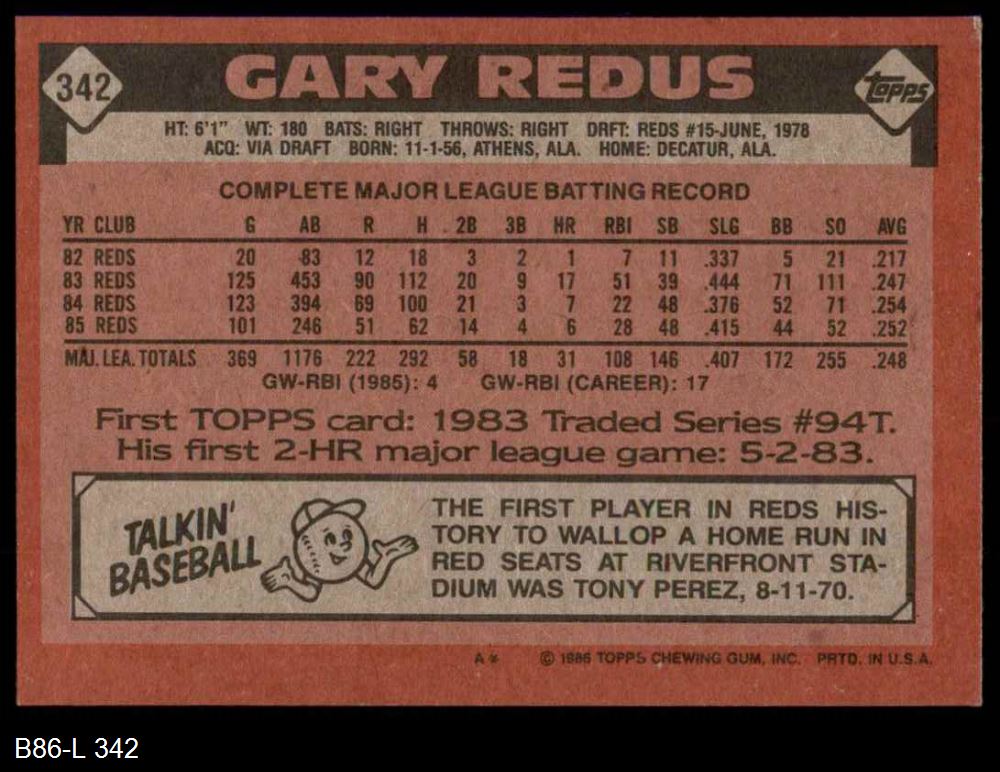 342
GARY REDUS
Topps
HT: 6'1" WT: 180 BATS: RIGHT THROWS: RIGHT DRFT: REDS #15-JUNE, 1978
ACQ: VIA DRAFT BORN: 11-1-56, ATHENS, ALA. HOME: DECATUR, ALA.
COMPLETE MAJOR LEAGUE BATTING RECORD
YR CLUB G AB R H 2B 3B HR RBI SB SLG BB SO AVG
82 REDS 20 83 12 18 3 2 1 7 11 .337 5 21 .217
83 REDS 125 453 90 112 20 9 17 51 39 .444 71 111 .247
84 REDS 123 394 69 100 21 3 7 22 48 .376 52 71 .254
85 REDS 101 246 51 62 14 4 6 28 48 .415 44 52 .252
MAJ. LEA. TOTALS 369 1176 222 292 58 18 31 108 146 .407 172 255 .248
GW-RBI (1985): 4 GW-RBI (CAREER): 17
First TOPPS card: 1983 Traded Series #94T.
His first 2-HR major league game: 5-2-83.
TALKIN'
BASEBALL
THE FIRST PLAYER IN REDS HIS-
TORY TO WALLOP A HOME RUN IN
RED SEATS AT RIVERFRONT STA-
DIUM WAS TONY PEREZ, 8-11-70.
A* © 1986 TOPPS CHEWING GUM, INC. PRTD. IN U.S.A.
B86-L 342